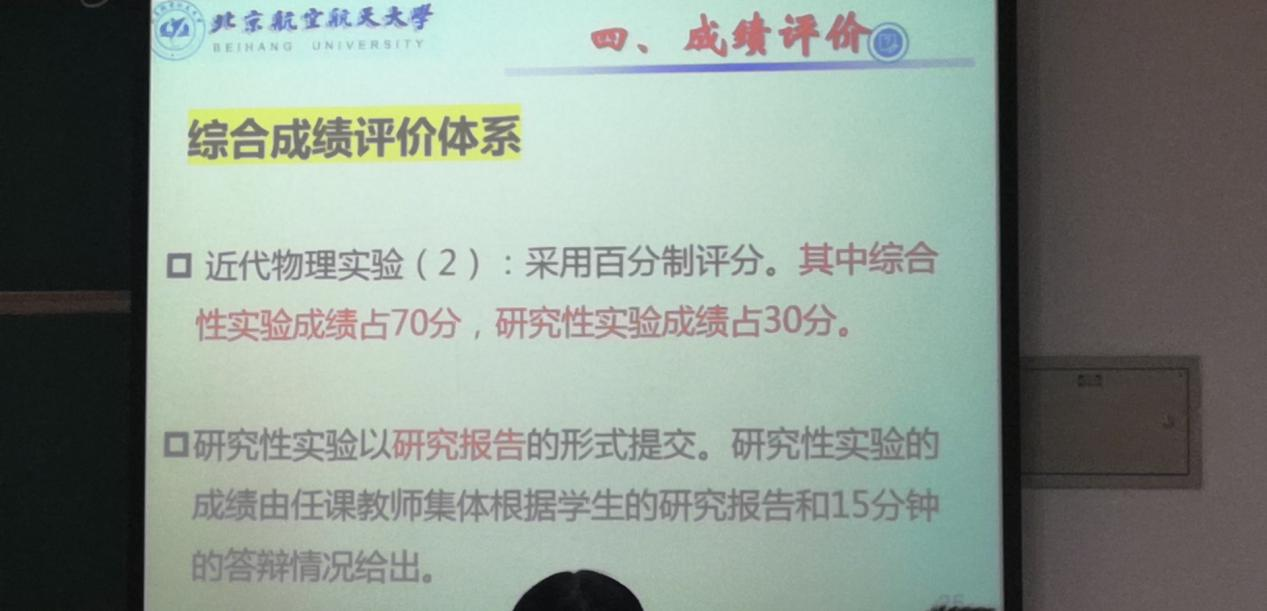 北京航空航天大學
BEIHANG UNIVERSITY
四、成绩评价
综合成绩评价体系
近代物理实验（2）：采用百分制评分。其中综合
性实验成绩占70分，研究性实验成绩占30分。
研究性实验以研究报告的形式提交。研究性实验的
成绩由任课教师集体根据学生的研究报告和15分钟
的答辩情况给出。